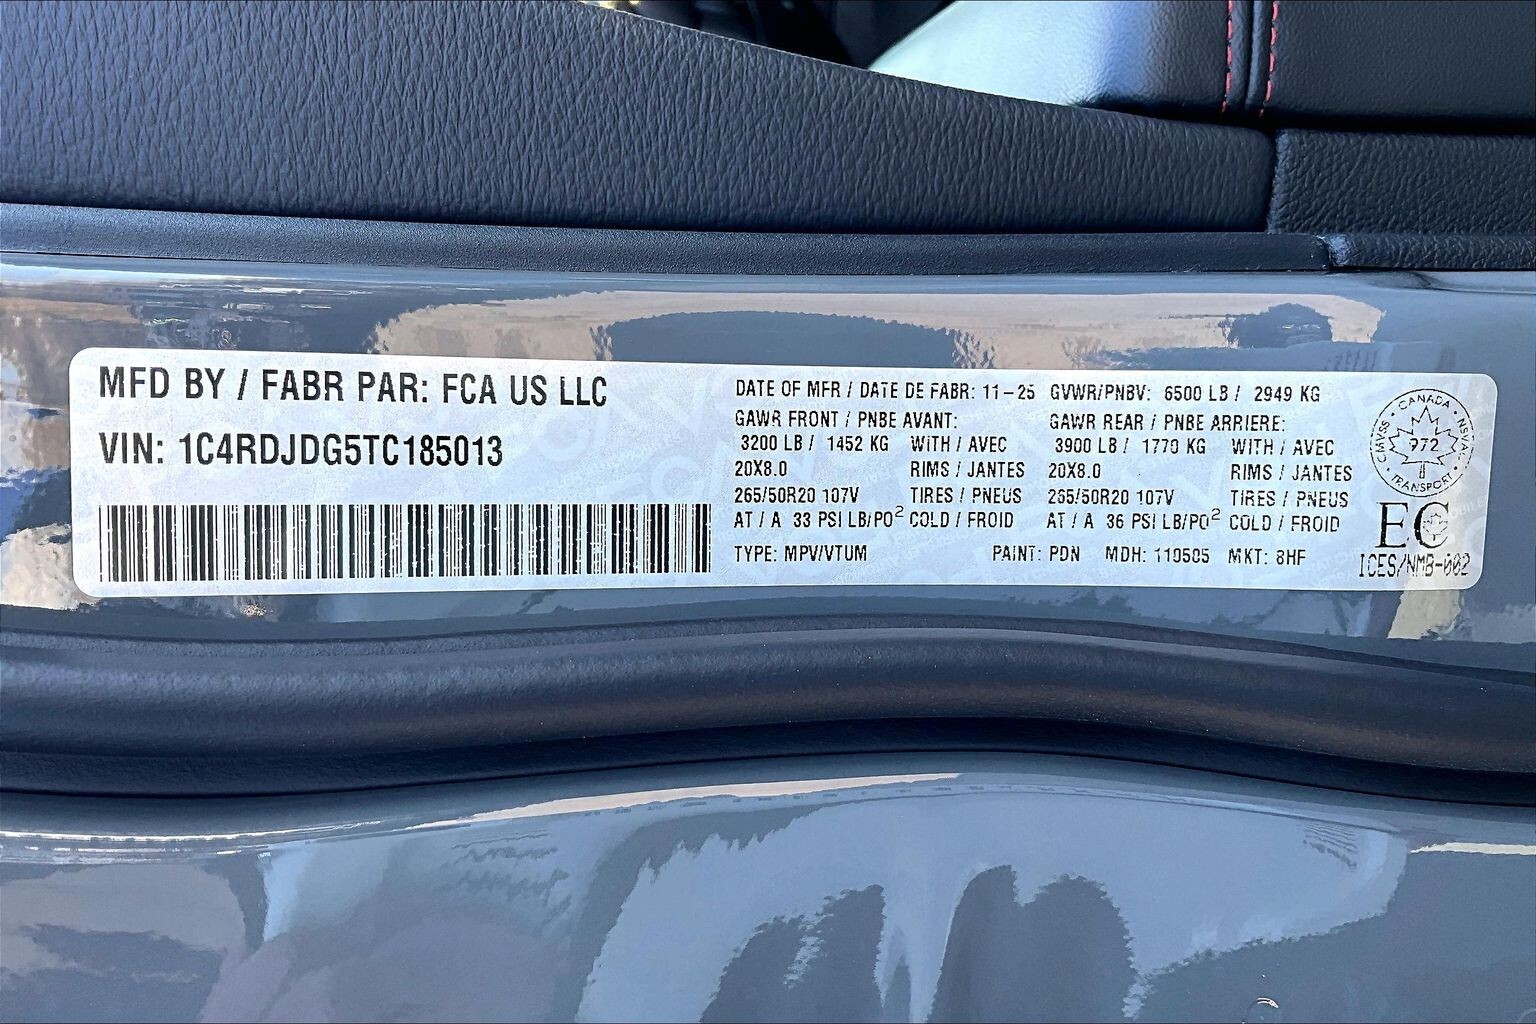 MFD BY / FABR PAR: FCA US LLC
VIN: 1C4RDJDG5TC185013
DATE OF MFR / DATE DE FABR: 11-25 GVWR/PNBV: 6500 LB / 2949 KG
GAWR FRONT / PNBE AVANT: GAWR REAR / PNBE ARRIERE:
3200 LB / 1452 KG WITH / AVEC 3900 LB / 1770 KG WITH / AVEC
20X8.0 RIMS / JANTES 20X8.0 RIMS / JANTES
265/50R20 107V TIRES / PNEUS 265/50R20 107V TIRES / PNEUS
AT / A 33 PSI LB/PO² COLD / FROID AT / A 36 PSI LB/PO² COLD / FROID
TYPE: MPV/VTUM PAINT: PDN MDH: 110505 MKT: 8HF
CANADA
CMVSS 972 NSVAC
TRANSPORT
EC
ICES/NMB-002